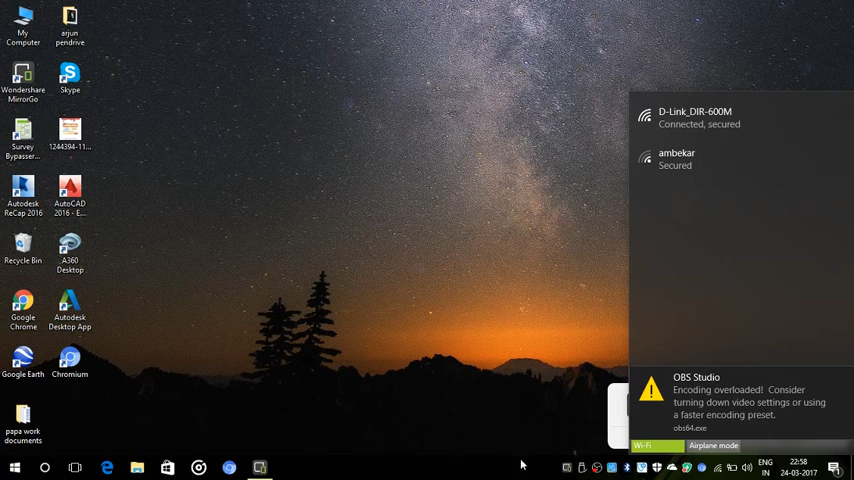 My
Computer
arjun
pendrive
Wondershare
MirrorGo
Skype
Survey
Bypasser...
1244394-11...
Autodesk
ReCap 2016
AutoCAD
2016 - E...
Recycle Bin
A360
Desktop
Google
Chrome
Autodesk
Desktop App
Google Earth
Chromium
papa work
documents
D-Link_DIR-600M
Connected, secured
ambekar
Secured
OBS Studio
Encoding overloaded! Consider
turning down video settings or using
a faster encoding preset.
obs64.exe
Wi-Fi
Airplane mode
ENG
IN
22:58
24-03-2017
1